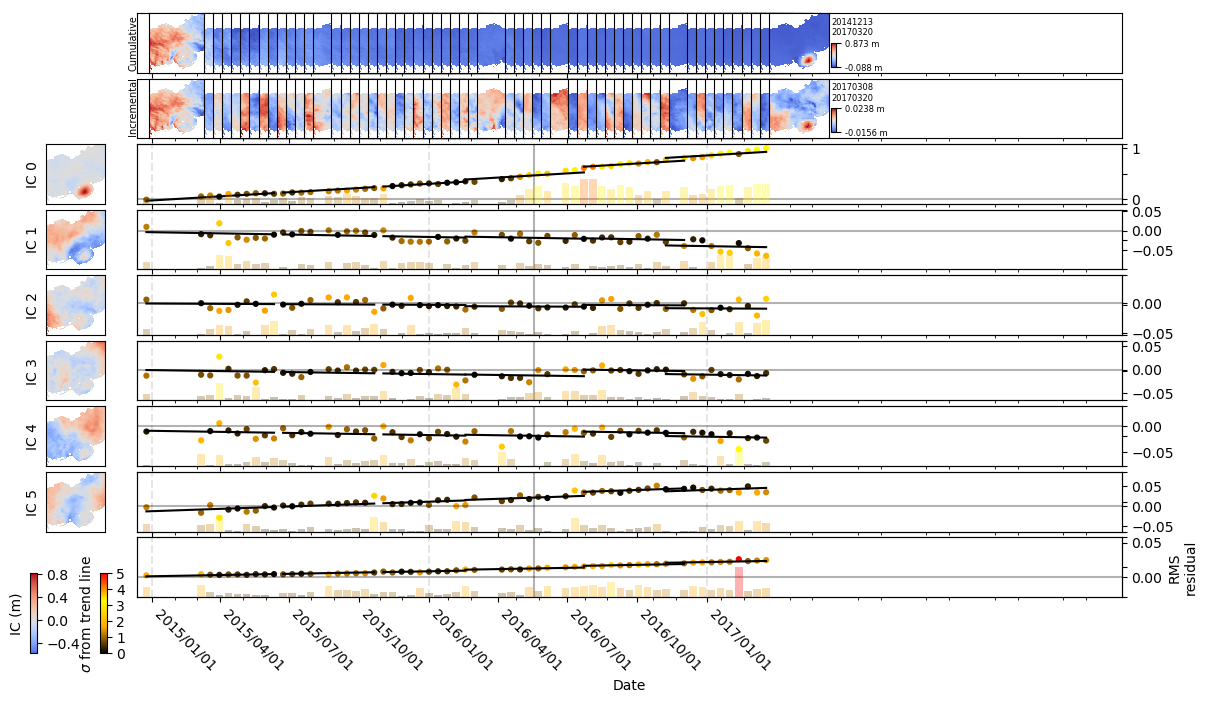 Cumulative
20141213
20170320
0.873 m
-0.088 m
Incremental
20170308
20170320
0.0238 m
-0.0156 m
IC 0
1
0
IC 1
0.05
0.00
−0.05
IC 2
0.00
−0.05
IC 3
0.05
0.00
−0.05
IC 4
0.00
−0.05
IC 5
0.05
0.00
−0.05
0.05
0.00
RMS
residual
IC (m)
0.8
0.4
0.0
−0.4
σ from trend line
5
4
3
2
1
0
2015/01/01
2015/04/01
2015/07/01
2015/10/01
2016/01/01
2016/04/01
2016/07/01
2016/10/01
2017/01/01
Date